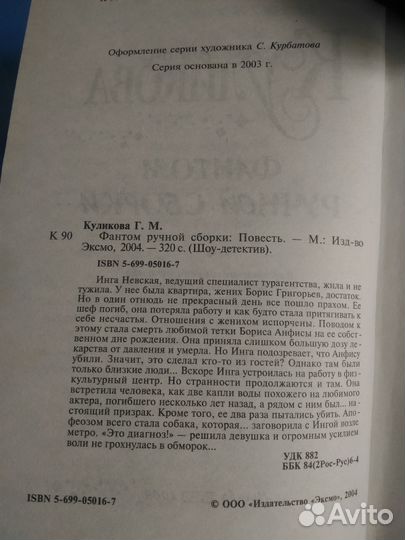 Оформление серии художника С. Курбатова
Серия основана в 2003 г.
КУЛИКОВА
ФАНТОМ
РУЧНОЙ СБОРКИ
Куликова Г. М.
К 90 Фантом ручной сборки: Повесть. — М.: Изд-во
Эксмо, 2004. — 320 с. (Шоу-детектив).
ISBN 5-699-05016-7
Инга Невская, ведущий специалист турагентства, жила и не
тужила. У нее была квартира, жених Борис Григорьев, достаток.
Но в один отнюдь не прекрасный день все пошло прахом. Ее
шеф погиб, она потеряла работу и как будто стала притягивать к
себе несчастья. Отношения с женихом испорчены. Поводом к
этому стала смерть любимой тетки Бориса Анфисы на ее соб-
ственном дне рождения. Она приняла слишком большую дозу ле-
карства от давления и умерла. Но Инга подозревает, что Анфису
убили. Значит, это сделал кто-то из гостей? Однако там были
только близкие люди... Вскоре Инга устроилась на работу в физ-
культурный центр. Но странности продолжаются и там. Она
встретила человека, как две капли воды похожего на любимого
актера, погибшего несколько лет назад, а рядом с ним был... на-
стоящий призрак. Кроме того, ее два раза пытались убить. Апо-
феозом всего стала собака, которая... заговорила с Ингой возле
метро. «Это диагноз!» — решила девушка и огромным усилием
воли не грохнулась в обморок...
УДК 882
ББК 84(2Рос-Рус)6-4
ISBN 5-699-05016-7
© ООО «Издательство «Эксмо», 2004
Avito